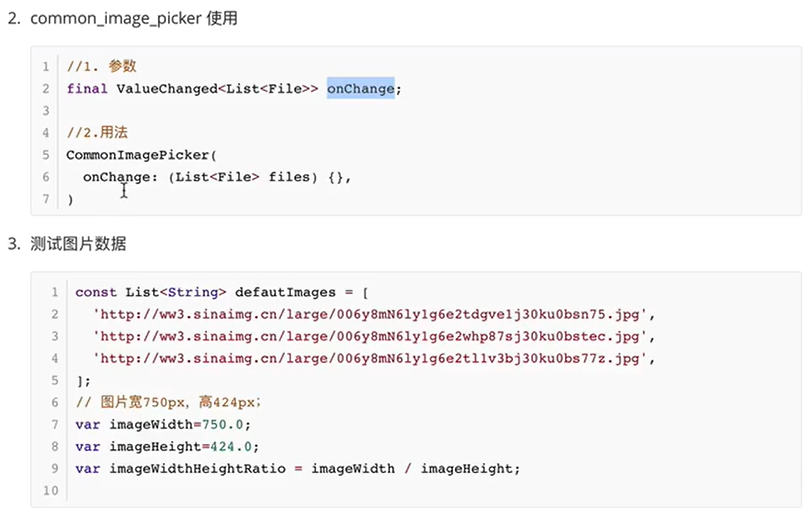 2. common_image_picker 使用
1 //1. 参数
2 final ValueChanged<List<File>> onChange;
3
4 //2.用法
5 CommonImagePicker(
6   onChange: (List<File> files) {},
7 )
3. 测试图片数据
1 const List<String> defautImages = [
2   'http://ww3.sinaimg.cn/large/006y8mN6ly1g6e2tdgve1j30ku0bsn75.jpg',
3   'http://ww3.sinaimg.cn/large/006y8mN6ly1g6e2whp87sj30ku0bstec.jpg',
4   'http://ww3.sinaimg.cn/large/006y8mN6ly1g6e2tl1v3bj30ku0bs77z.jpg',
5 ];
6 // 图片宽750px，高424px；
7 var imageWidth=750.0;
8 var imageHeight=424.0;
9 var imageWidthHeightRatio = imageWidth / imageHeight;
10